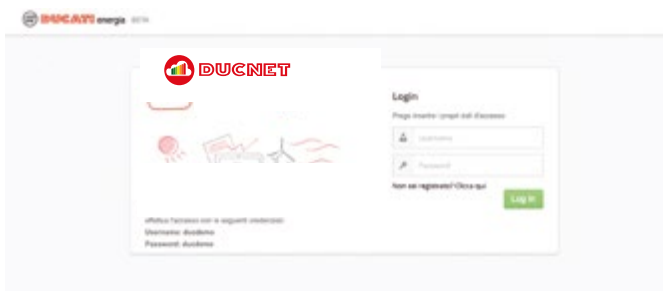 DUCATI energia BETA
DUCNET
Login
Prego inserire i propri dati d'accesso
Username
Password
Non sei registrato? Clicca qui
Log in
effettua l'accesso con le seguenti credenziali:
Username: ducdemo
Password: ducdemo